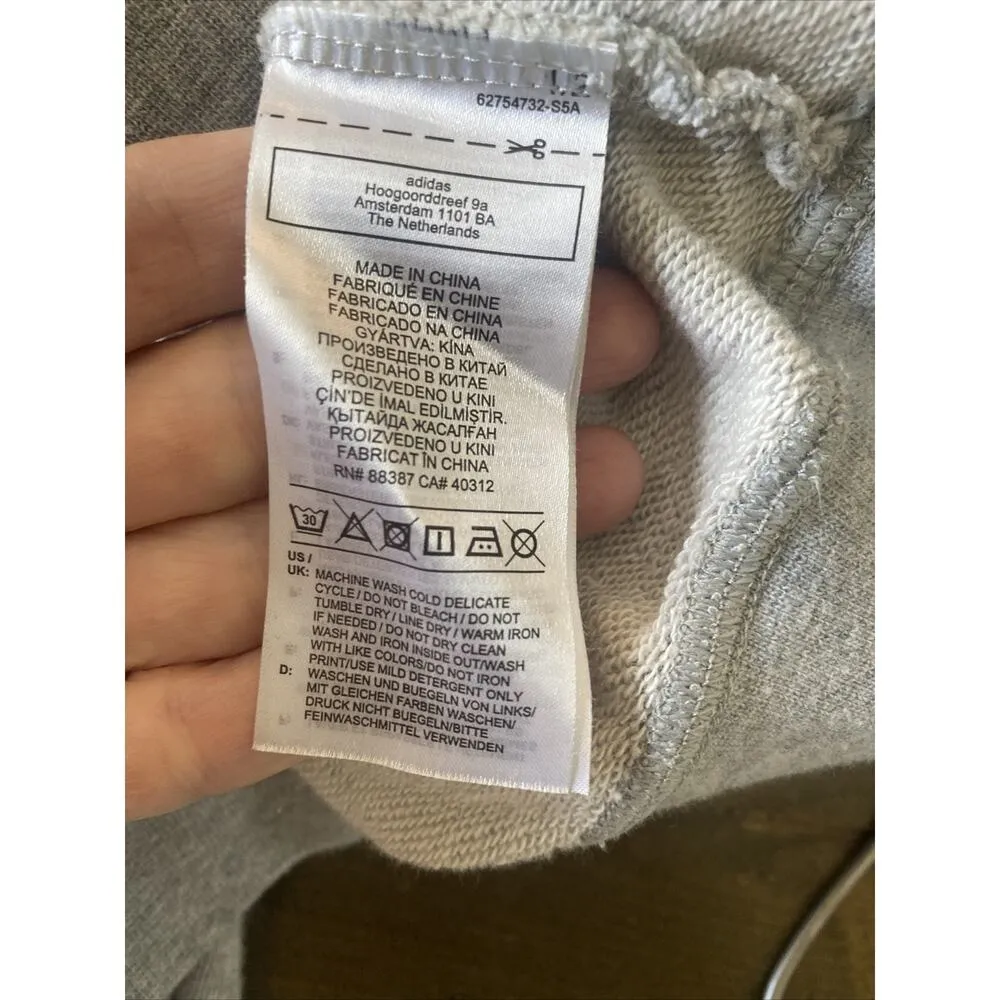 62754732-S5A
adidas
Hoogoorddreef 9a
Amsterdam 1101 BA
The Netherlands
MADE IN CHINA
FABRIQUÉ EN CHINE
FABRICADO EN CHINA
FABRICADO NA CHINA
GYÁRTVA: KÍNA
ПРОИЗВЕДЕНО В КИТАЙ
СДЕЛАНО В КИТАЕ
PROIZVEDENO U KINI
ÇİN'DE İMAL EDİLMİŞTİR.
ҚЫТАЙДА ЖАСАЛҒАН
PROIZVEDENO U KINI
FABRICAT ÎN CHINA
RN# 88387 CA# 40312
30
US /
UK: MACHINE WASH COLD DELICATE
CYCLE / DO NOT BLEACH / DO NOT
TUMBLE DRY / LINE DRY / WARM IRON
IF NEEDED / DO NOT DRY CLEAN
WASH AND IRON INSIDE OUT/WASH
WITH LIKE COLORS/DO NOT IRON
PRINT/USE MILD DETERGENT ONLY
D: WASCHEN UND BUEGELN VON LINKS/
MIT GLEICHEN FARBEN WASCHEN/
DRUCK NICHT BUEGELN/BITTE
FEINWASCHMITTEL VERWENDEN